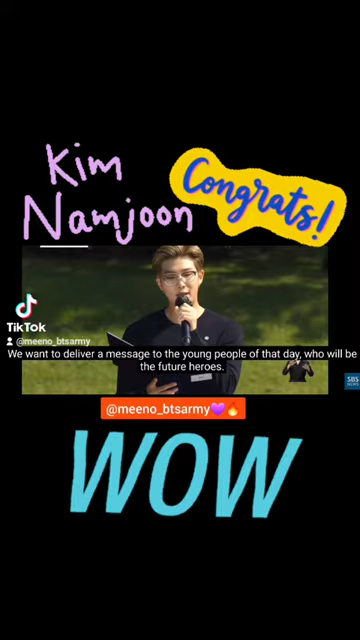 Kim
Namjoon
Congrats!
TikTok
@meeno_btsarmy
We want to deliver a message to the young people of that day, who will be
the future heroes.
SBS
NEWS
@meeno_btsarmy💜🔥
WOW